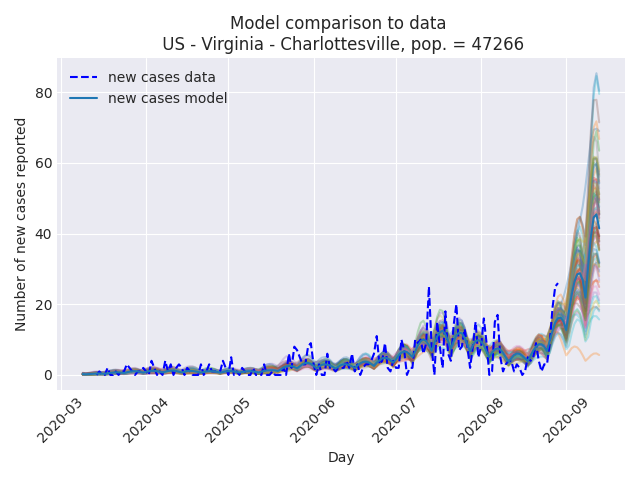 Model comparison to data
US - Virginia - Charlottesville, pop. = 47266
new cases data
new cases model
Number of new cases reported
80
60
40
20
0
2020-03
2020-04
2020-05
2020-06
2020-07
2020-08
2020-09
Day